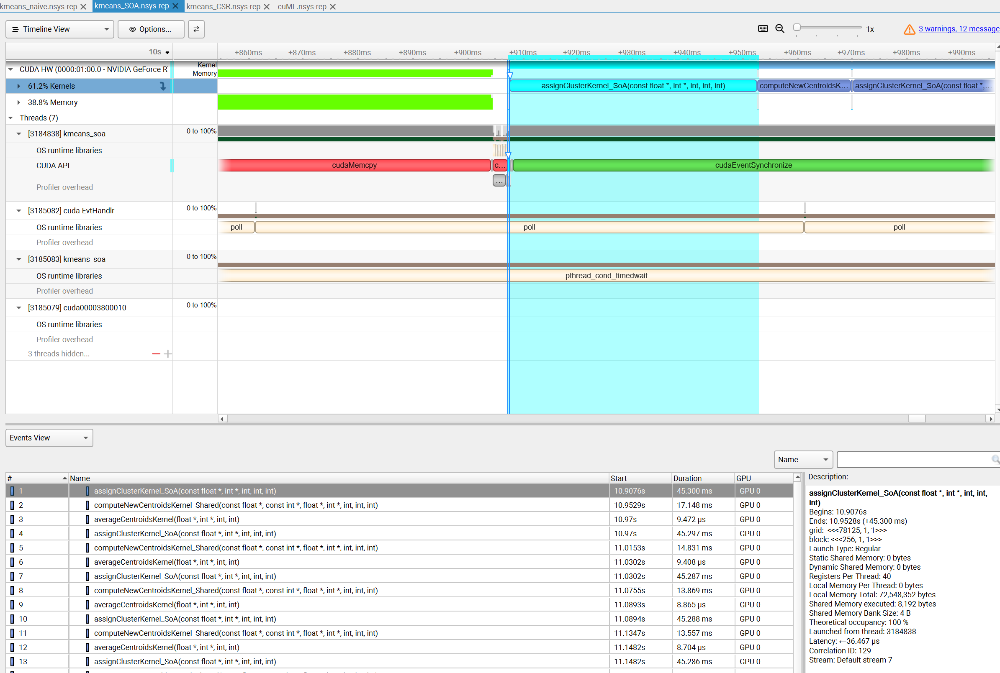 kmeans_naive.nsys-rep kmeans_SOA.nsys-rep kmeans_CSR.nsys-rep cuML.nsys-rep
Timeline View Options... 1x 3 warnings, 12 message
10s +860ms +870ms +880ms +890ms +900ms +910ms +920ms +930ms +940ms +950ms +960ms +970ms +980ms +990ms
CUDA HW (0000:01:00.0 - NVIDIA GeForce R Kernel
Memory
61.2% Kernels assignClusterKernel_SoA(const float *, int *, int, int, int) computeNewCentroidsK... assignClusterKernel_SoA(const float *,...
38.8% Memory
Threads (7)
[3184838] kmeans_soa 0 to 100%
OS runtime libraries
CUDA API cudaMemcpy c... cudaEventSynchronize
Profiler overhead ...
[3185082] cuda-EvtHandlr 0 to 100%
OS runtime libraries poll poll poll
Profiler overhead
[3185083] kmeans_soa 0 to 100%
OS runtime libraries pthread_cond_timedwait
Profiler overhead
[3185079] cuda00003800010 0 to 100%
OS runtime libraries
Profiler overhead
3 threads hidden...
Events View
Name
# Name Start Duration GPU
1 assignClusterKernel_SoA(const float *, int *, int, int, int) 10.9076s 45.300 ms GPU 0
2 computeNewCentroidsKernel_Shared(const float *, const int *, float *, int *, int, int, int) 10.9529s 17.148 ms GPU 0
3 averageCentroidsKernel(float *, int *, int, int) 10.97s 9.472 μs GPU 0
4 assignClusterKernel_SoA(const float *, int *, int, int, int) 10.97s 45.297 ms GPU 0
5 computeNewCentroidsKernel_Shared(const float *, const int *, float *, int *, int, int, int) 11.0153s 14.831 ms GPU 0
6 averageCentroidsKernel(float *, int *, int, int) 11.0302s 9.408 μs GPU 0
7 assignClusterKernel_SoA(const float *, int *, int, int, int) 11.0302s 45.287 ms GPU 0
8 computeNewCentroidsKernel_Shared(const float *, const int *, float *, int *, int, int, int) 11.0755s 13.869 ms GPU 0
9 averageCentroidsKernel(float *, int *, int, int) 11.0893s 8.865 μs GPU 0
10 assignClusterKernel_SoA(const float *, int *, int, int, int) 11.0894s 45.288 ms GPU 0
11 computeNewCentroidsKernel_Shared(const float *, const int *, float *, int *, int, int, int) 11.1347s 13.557 ms GPU 0
12 averageCentroidsKernel(float *, int *, int, int) 11.1482s 8.704 μs GPU 0
13 assignClusterKernel_SoA(const float *, int *, int, int, int) 11.1482s 45.286 ms GPU 0
Description:
assignClusterKernel_SoA(const float *, int *, int, int,
int)
Begins: 10.9076s
Ends: 10.9528s (+45.300 ms)
grid: <<<78125, 1, 1>>>
block: <<<256, 1, 1>>>
Launch Type: Regular
Static Shared Memory: 0 bytes
Dynamic Shared Memory: 0 bytes
Registers Per Thread: 40
Local Memory Per Thread: 0 bytes
Local Memory Total: 72,548,352 bytes
Shared Memory executed: 8,192 bytes
Shared Memory Bank Size: 4 B
Theoretical occupancy: 100 %
Launched from thread: 3184838
Latency: ←36.467 μs
Correlation ID: 129
Stream: Default stream 7